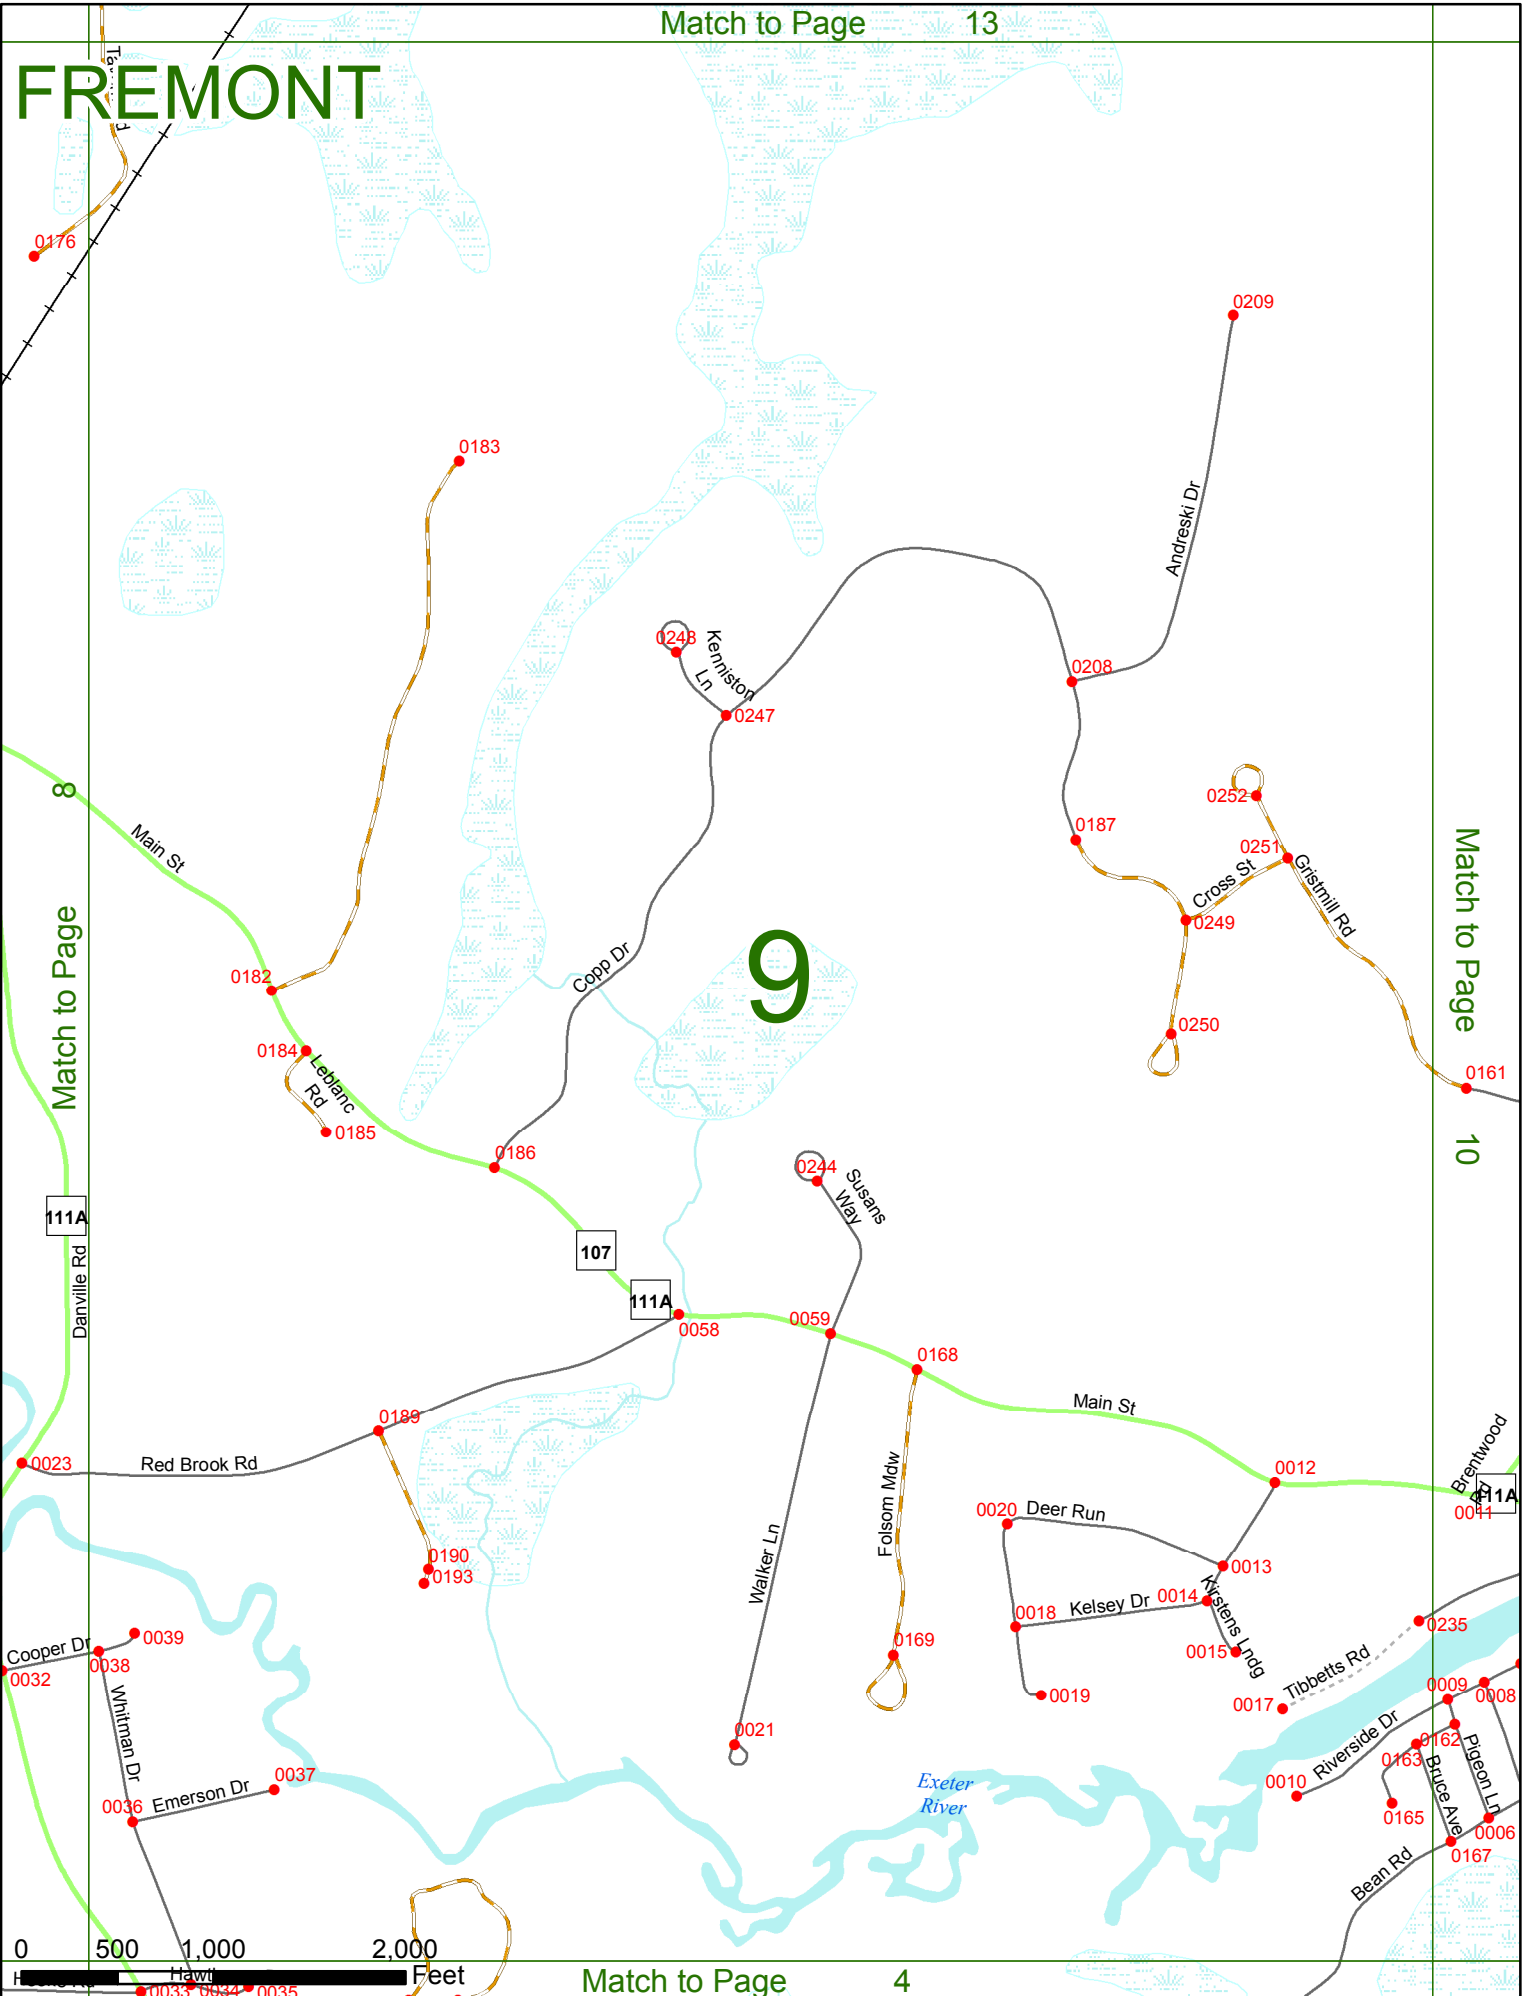 Match to Page 13
FREMONT
0176
0209
0183
Andreski Dr
0248
Kenniston
Ln
0247
0208
8
Match to Page
Main St
0252
0187
0251
Cross St
Gristmill Rd
0249
Match to Page
10
9
Copp Dr
0182
0250
0184
Leblanc
Rd
0185
0161
0186
0244
Susans
Way
111A
107
Danville Rd
111A
0058
0059
0168
Main St
0189
0023
Red Brook Rd
0012
Brentwood
Rd
111A
0011
Folsom Mdw
0020
Deer Run
Walker Ln
0190
0193
0013
0014
Kirstens Lndg
Kelsey Dr
0018
0015
0235
Tibbetts Rd
0017
0039
Cooper Dr
0038
0032
0169
0019
0009
0008
Whitman Dr
0021
Riverside Dr
0162
0163
Pigeon Ln
Bruce Ave
0037
Emerson Dr
0036
Exeter
River
0010
0165
0006
0167
Bean Rd
0 500 1,000 2,000
Feet
0033 0034 0035
Match to Page 4